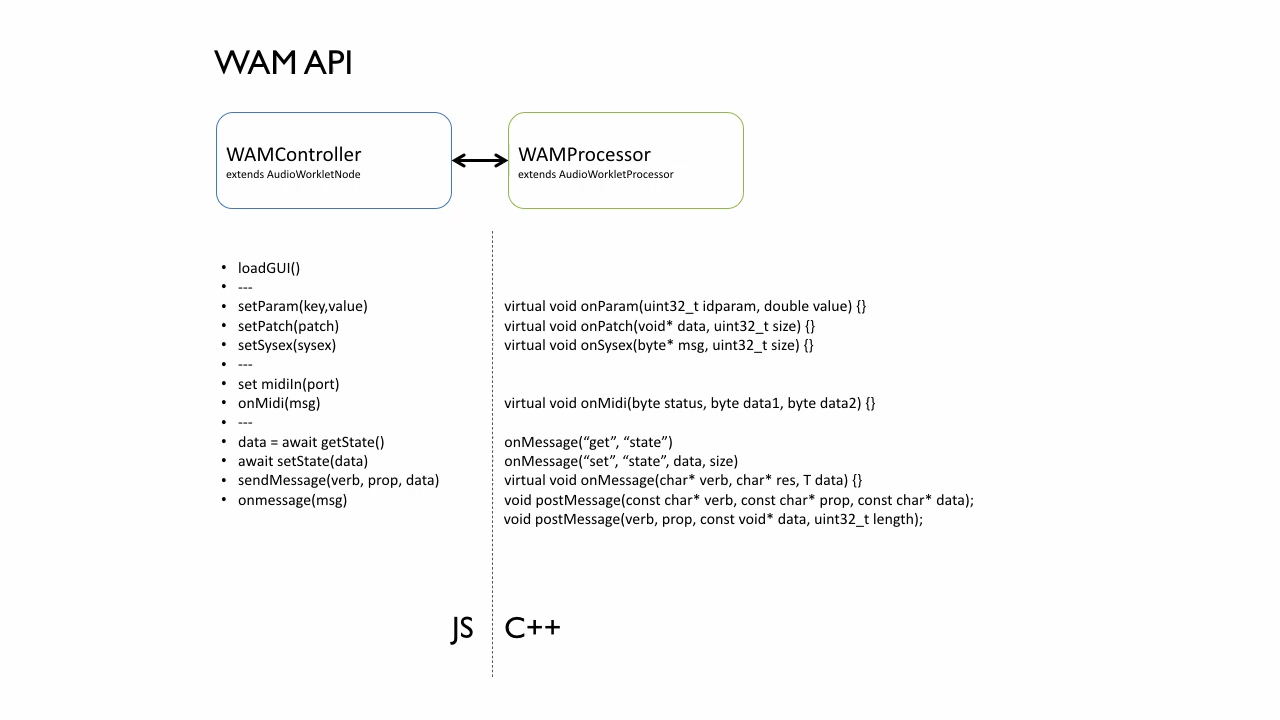 WAM API
WAMController
extends AudioWorkletNode
WAMProcessor
extends AudioWorkletProcessor
• loadGUI()
• ---
• setParam(key,value)
• setPatch(patch)
• setSysex(sysex)
• ---
• set midiIn(port)
• onMidi(msg)
• ---
• data = await getState()
• await setState(data)
• sendMessage(verb, prop, data)
• onmessage(msg)
virtual void onParam(uint32_t idparam, double value) {}
virtual void onPatch(void* data, uint32_t size) {}
virtual void onSysex(byte* msg, uint32_t size) {}
virtual void onMidi(byte status, byte data1, byte data2) {}
onMessage(“get”, “state”)
onMessage(“set”, “state”, data, size)
virtual void onMessage(char* verb, char* res, T data) {}
void postMessage(const char* verb, const char* prop, const char* data);
void postMessage(verb, prop, const void* data, uint32_t length);
JS
C++